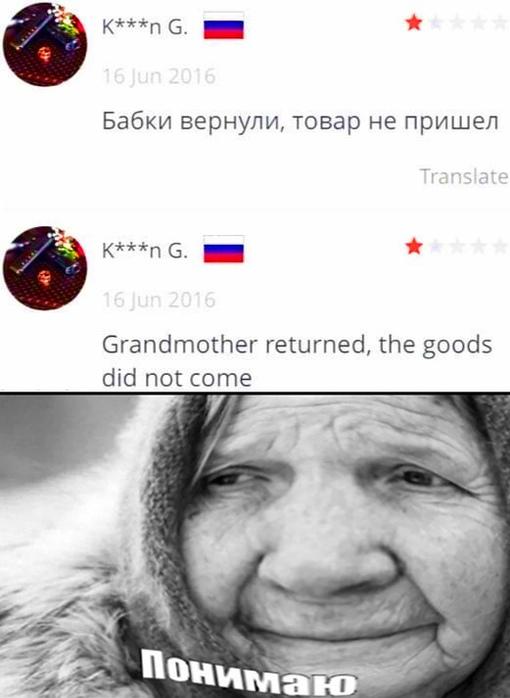 K***n G.
16 Jun 2016
Бабки вернули, товар не пришел
Translate
K***n G.
16 Jun 2016
Grandmother returned, the goods
did not come
Понимаю